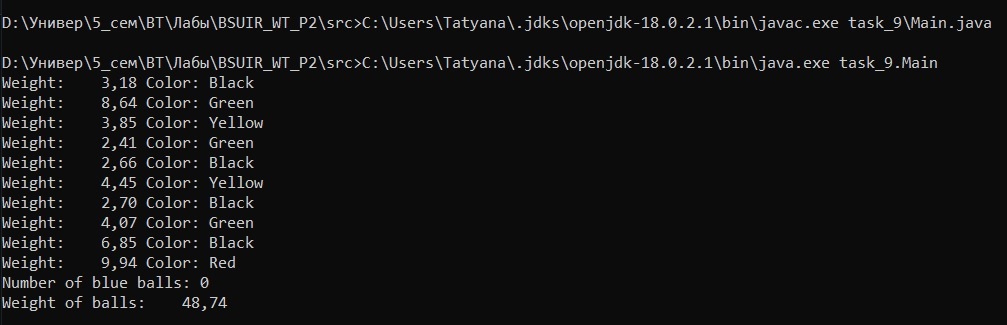 D:\Универ\5_сем\ВТ\Лабы\BSUIR_WT_P2\src>C:\Users\Tatyana\.jdks\openjdk-18.0.2.1\bin\javac.exe task_9\Main.java
D:\Универ\5_сем\ВТ\Лабы\BSUIR_WT_P2\src>C:\Users\Tatyana\.jdks\openjdk-18.0.2.1\bin\java.exe task_9.Main
Weight:    3,18 Color: Black
Weight:    8,64 Color: Green
Weight:    3,85 Color: Yellow
Weight:    2,41 Color: Green
Weight:    2,66 Color: Black
Weight:    4,45 Color: Yellow
Weight:    2,70 Color: Black
Weight:    4,07 Color: Green
Weight:    6,85 Color: Black
Weight:    9,94 Color: Red
Number of blue balls: 0
Weight of balls:    48,74